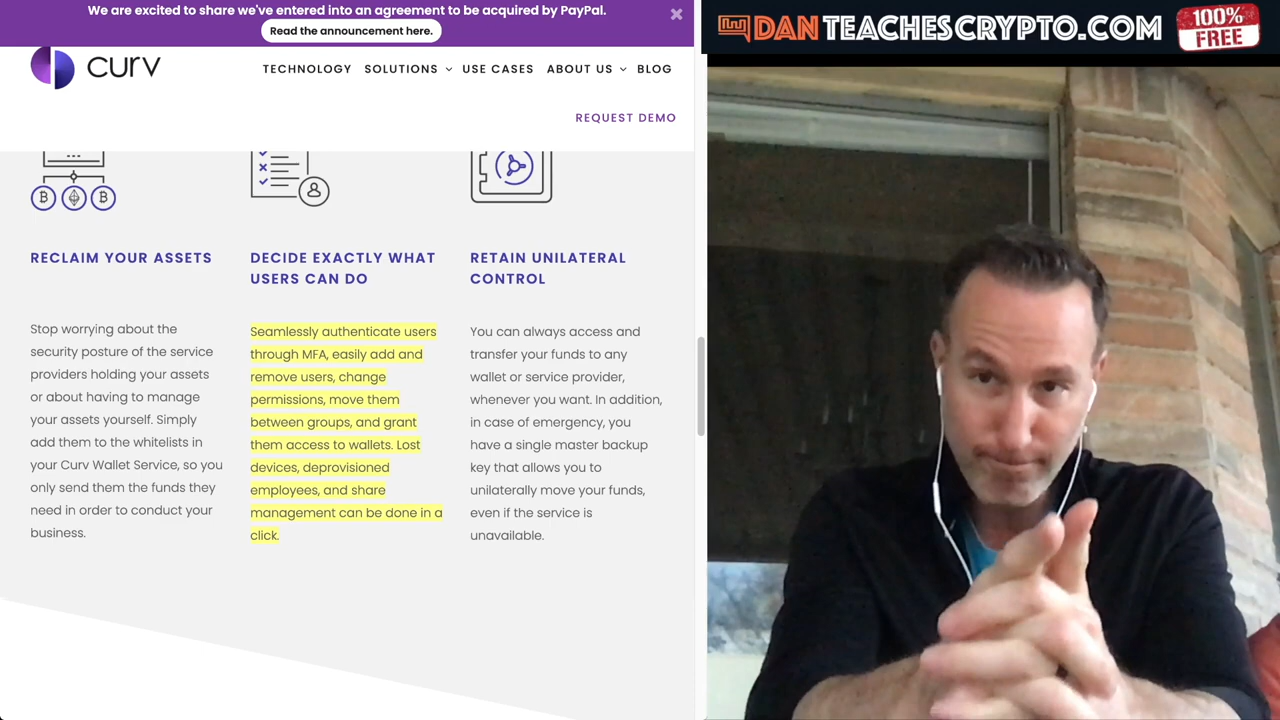 We are excited to share we've entered into an agreement to be acquired by PayPal.
Read the announcement here.
curv
TECHNOLOGY SOLUTIONS USE CASES ABOUT US BLOG
REQUEST DEMO
RECLAIM YOUR ASSETS
Stop worrying about the
security posture of the service
providers holding your assets
or about having to manage
your assets yourself. Simply
add them to the whitelists in
your Curv Wallet Service, so you
only send them the funds they
need in order to conduct your
business.
DECIDE EXACTLY WHAT
USERS CAN DO
Seamlessly authenticate users
through MFA, easily add and
remove users, change
permissions, move them
between groups, and grant
them access to wallets. Lost
devices, deprovisioned
employees, and share
management can be done in a
click.
RETAIN UNILATERAL
CONTROL
You can always access and
transfer your funds to any
wallet or service provider,
whenever you want. In addition,
in case of emergency, you
have a single master backup
key that allows you to
unilaterally move your funds,
even if the service is
unavailable.
DANTEACHESCRYPTO.COM
100%
FREE